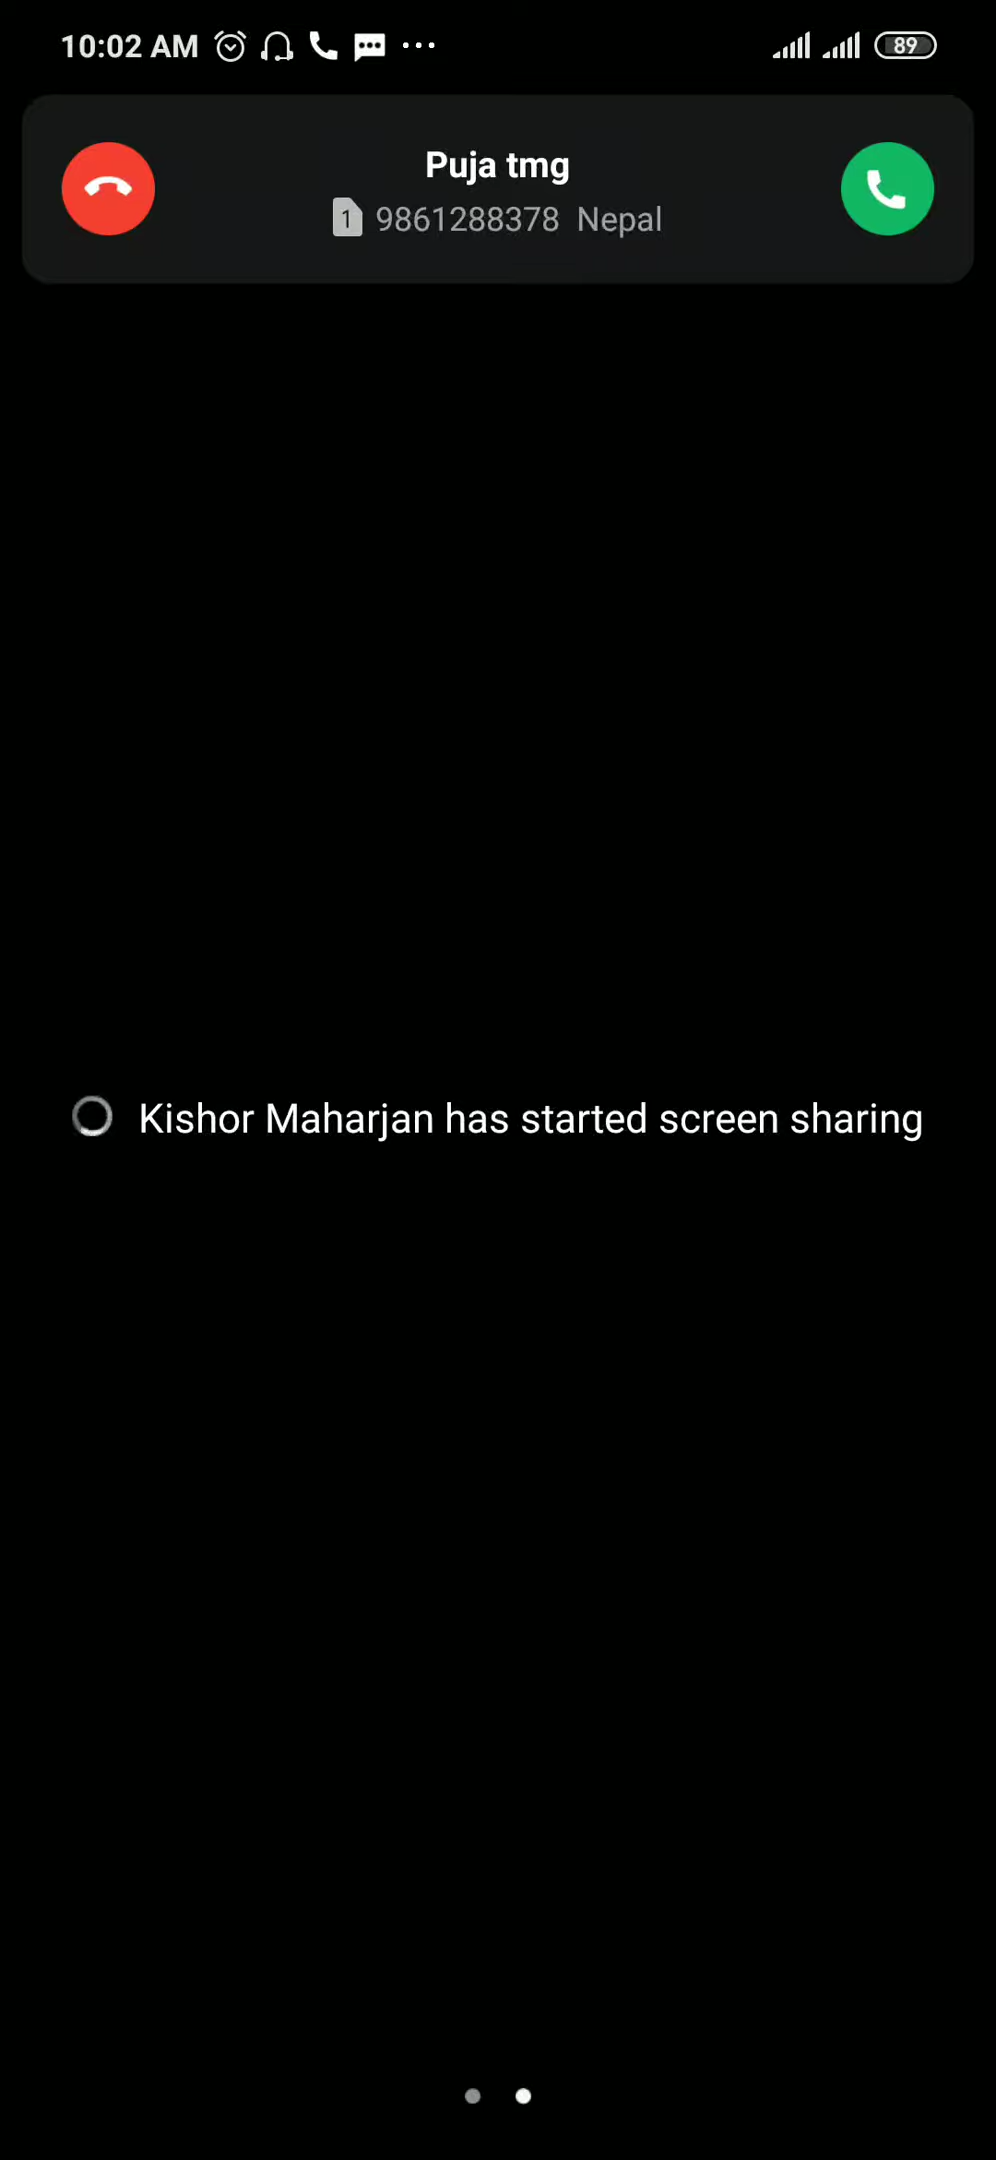 10:02 AM
89
Puja tmg
1 9861288378 Nepal
Kishor Maharjan has started screen sharing